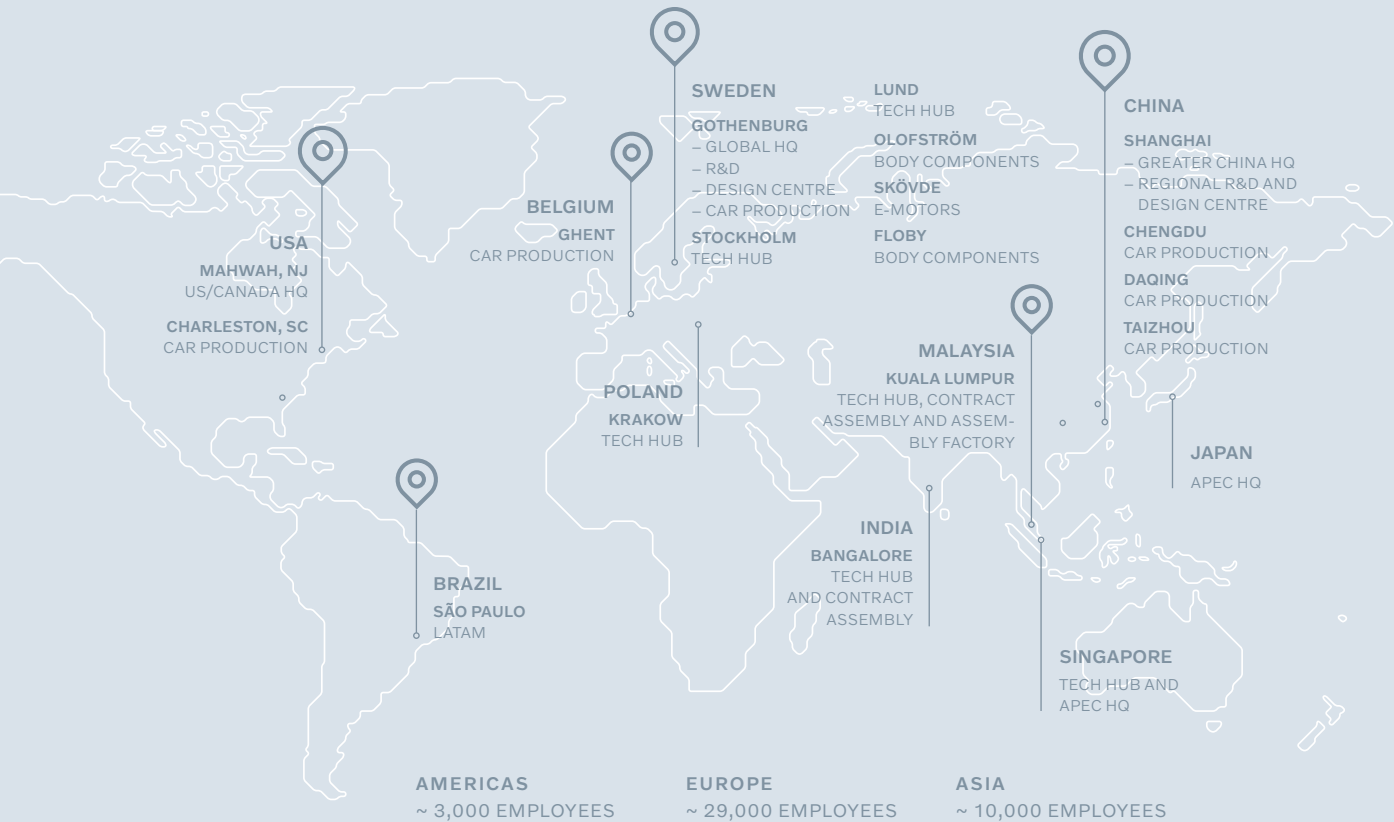 SWEDEN
GOTHENBURG
– GLOBAL HQ
– R&D
– DESIGN CENTRE
– CAR PRODUCTION
STOCKHOLM
TECH HUB
LUND
TECH HUB
OLOFSTRÖM
BODY COMPONENTS
SKÖVDE
E-MOTORS
FLOBY
BODY COMPONENTS
CHINA
SHANGHAI
– GREATER CHINA HQ
– REGIONAL R&D AND
DESIGN CENTRE
CHENGDU
CAR PRODUCTION
DAQING
CAR PRODUCTION
TAIZHOU
CAR PRODUCTION
BELGIUM
GHENT
CAR PRODUCTION
USA
MAHWAH, NJ
US/CANADA HQ
CHARLESTON, SC
CAR PRODUCTION
POLAND
KRAKOW
TECH HUB
MALAYSIA
KUALA LUMPUR
TECH HUB, CONTRACT
ASSEMBLY AND ASSEM-
BLY FACTORY
JAPAN
APEC HQ
INDIA
BANGALORE
TECH HUB
AND CONTRACT
ASSEMBLY
BRAZIL
SÃO PAULO
LATAM
SINGAPORE
TECH HUB AND
APEC HQ
AMERICAS
~ 3,000 EMPLOYEES
EUROPE
~ 29,000 EMPLOYEES
ASIA
~ 10,000 EMPLOYEES